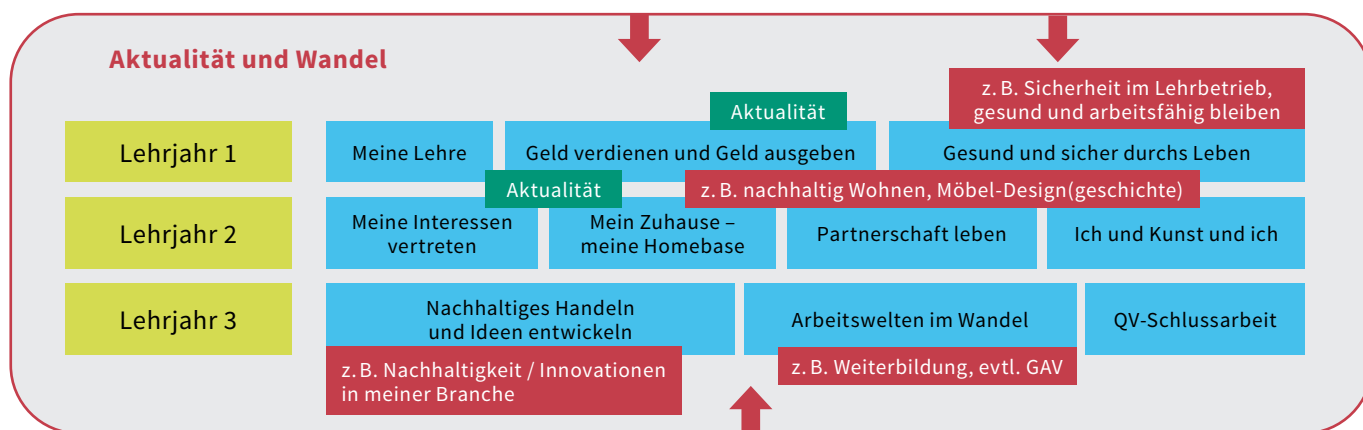 Aktualität und Wandel
z. B. Sicherheit im Lehrbetrieb,
gesund und arbeitsfähig bleiben
Aktualität
Lehrjahr 1
Meine Lehre
Geld verdienen und Geld ausgeben
Gesund und sicher durchs Leben
Aktualität
z. B. nachhaltig Wohnen, Möbel-Design(geschichte)
Lehrjahr 2
Meine Interessen
vertreten
Mein Zuhause –
meine Homebase
Partnerschaft leben
Ich und Kunst und ich
Lehrjahr 3
Nachhaltiges Handeln
und Ideen entwickeln
Arbeitswelten im Wandel
QV-Schlussarbeit
z. B. Nachhaltigkeit / Innovationen
in meiner Branche
z. B. Weiterbildung, evtl. GAV